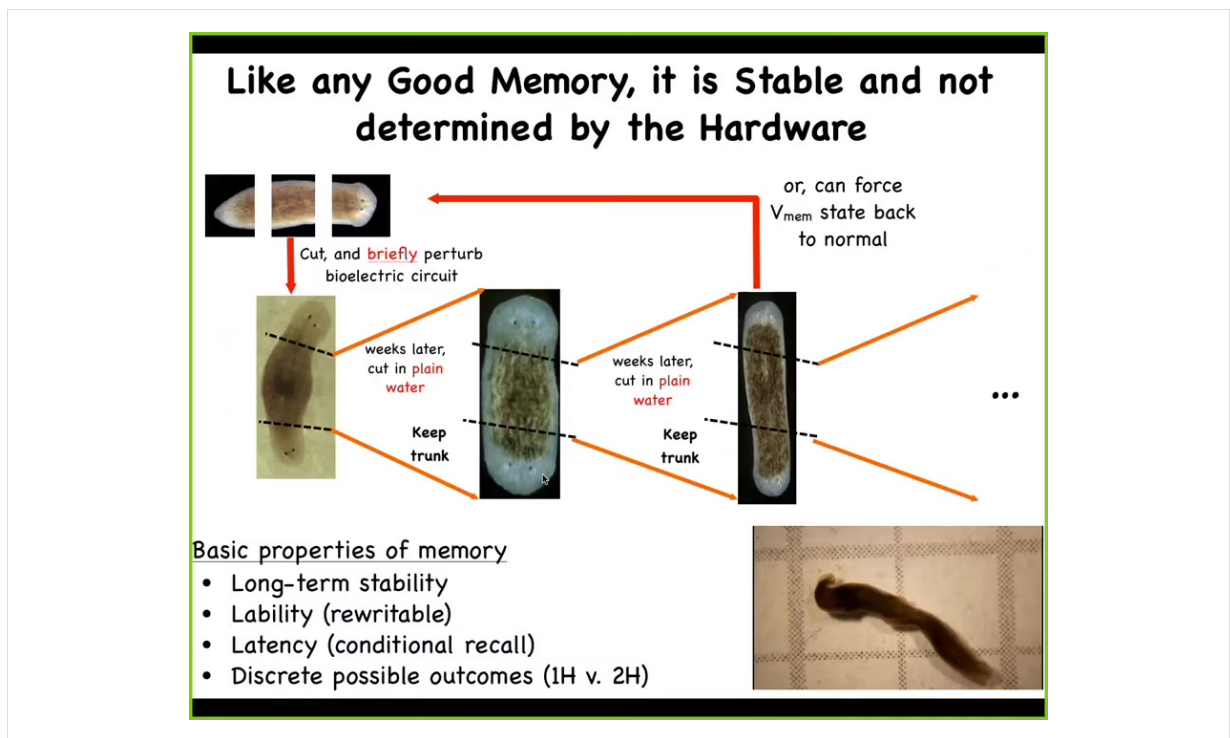 Like any Good Memory, it is Stable and not
determined by the Hardware
or, can force
Vmem state back
to normal
Cut, and briefly perturb
bioelectric circuit
weeks later,
cut in plain
water
Keep
trunk
weeks later,
cut in plain
water
Keep
trunk
...
Basic properties of memory
• Long-term stability
• Lability (rewritable)
• Latency (conditional recall)
• Discrete possible outcomes (1H v. 2H)